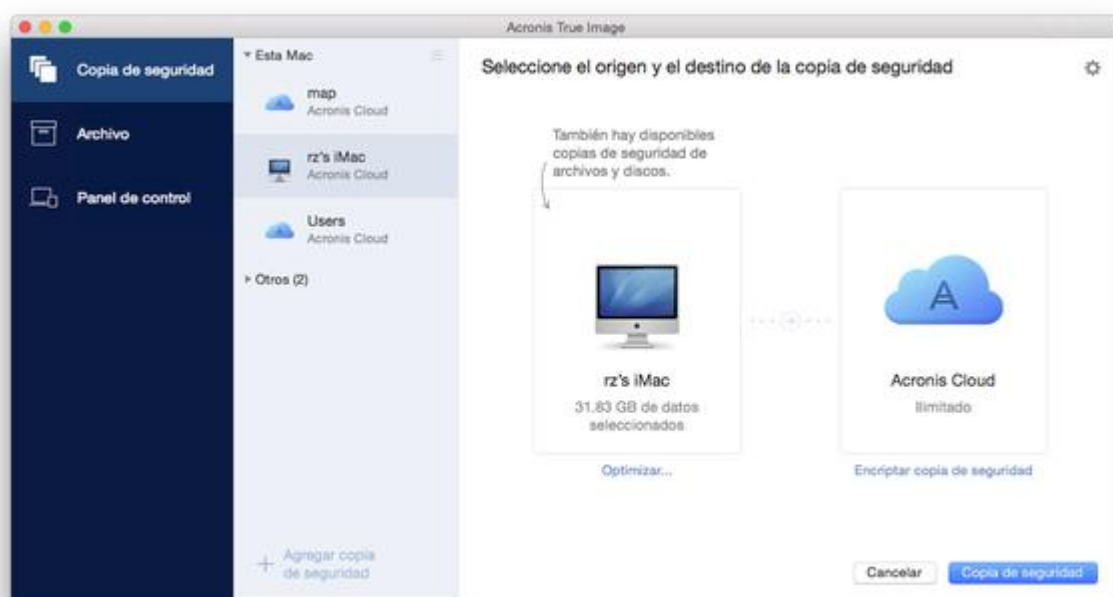 Acronis True Image
Copia de seguridad
Archivo
Panel de control
Esta Mac
map
Acronis Cloud
rz's iMac
Acronis Cloud
Users
Acronis Cloud
Otros (2)
Agregar copia
de seguridad
Seleccione el origen y el destino de la copia de seguridad
También hay disponibles
copias de seguridad de
archivos y discos.
rz's iMac
31.83 GB de datos
seleccionados
Optimizar...
Acronis Cloud
Ilimitado
Encriptar copia de seguridad
Cancelar
Copia de seguridad